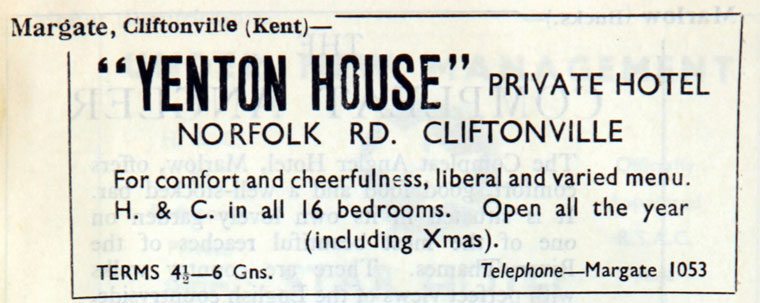 Margate, Cliftonville (Kent)—
"YENTON HOUSE" PRIVATE HOTEL
NORFOLK RD. CLIFTONVILLE
For comfort and cheerfulness, liberal and varied menu.
H. & C. in all 16 bedrooms. Open all the year
(including Xmas).
TERMS 4½—6 Gns. Telephone—Margate 1053